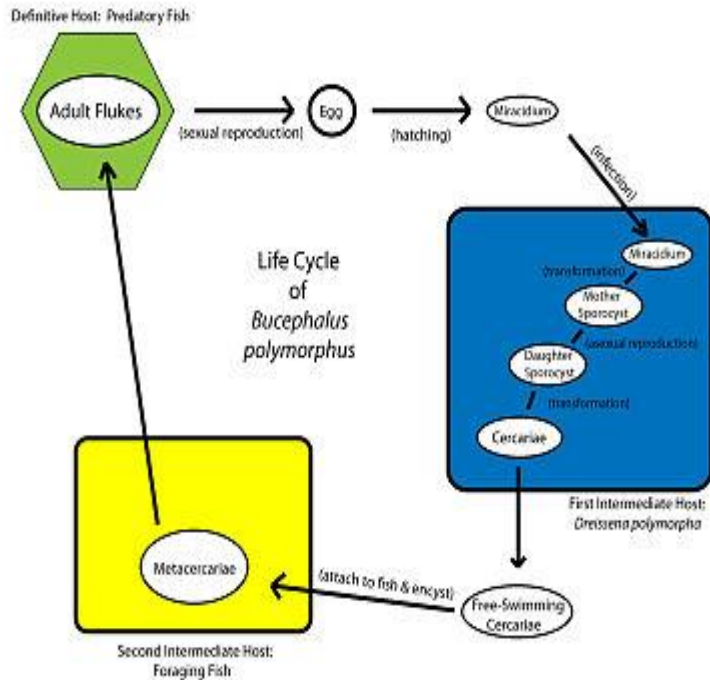 Definitive Host: Predatory Fish
Adult Flukes
(sexual reproduction)
Egg
(hatching)
Miracidium
(infection)
Miracidium
(transformation)
Mother
Sporocyst
(asexual reproduction)
Daughter
Sporocyst
(transformation)
Cercariae
First Intermediate Host:
Dreissena polymorpha
Free-Swimming
Cercariae
(attach to fish & encyst)
Metacercariae
Second Intermediate Host:
Foraging Fish
Life Cycle
of
Bucephalus
polymorphus